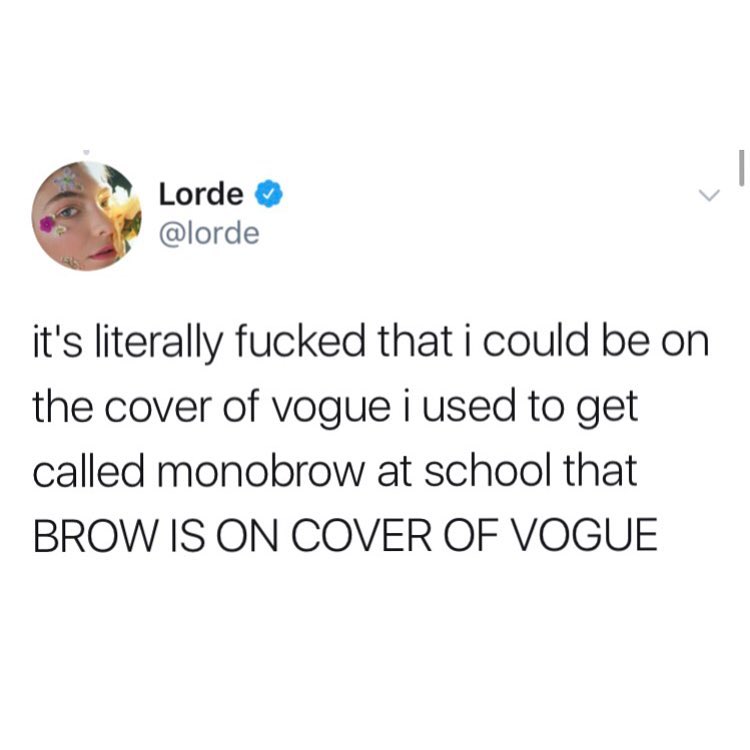 Lorde
@lorde
it's literally fucked that i could be on
the cover of vogue i used to get
called monobrow at school that
BROW IS ON COVER OF VOGUE